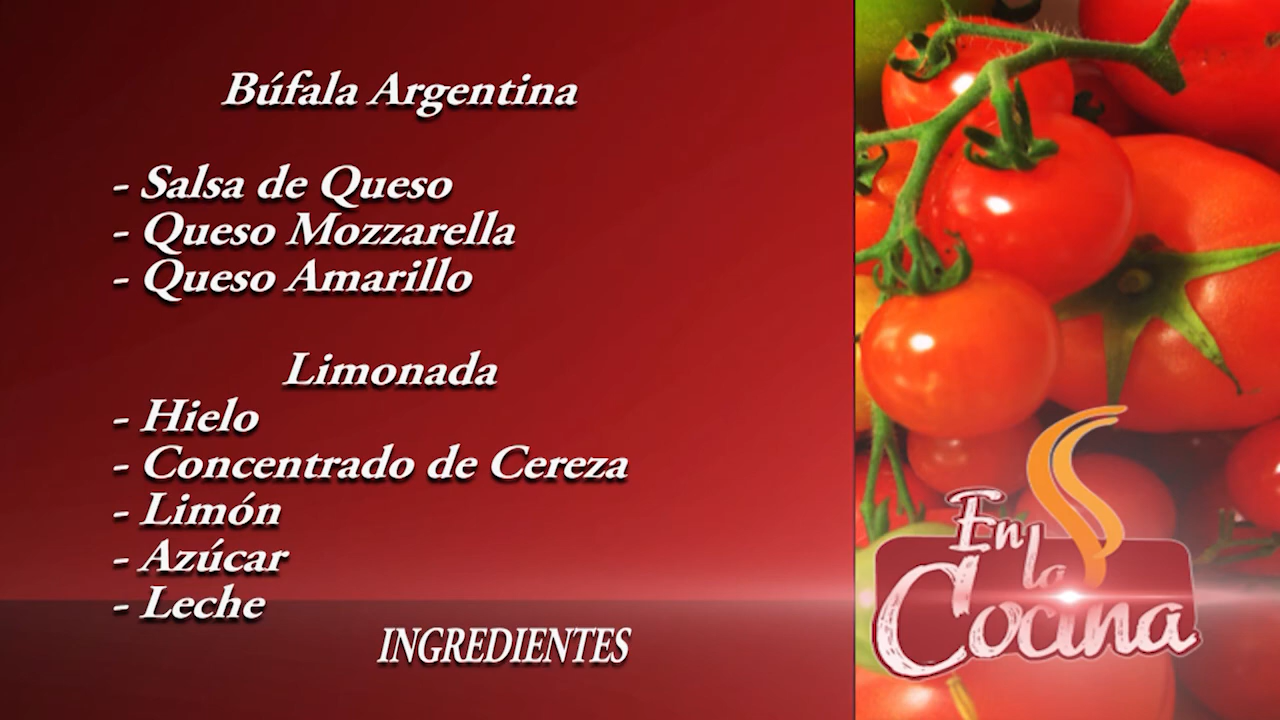 Búfala Argentina
- Salsa de Queso
- Queso Mozzarella
- Queso Amarillo
Limonada
- Hielo
- Concentrado de Cereza
- Limón
- Azúcar
- Leche
INGREDIENTES
En
la
Cocina